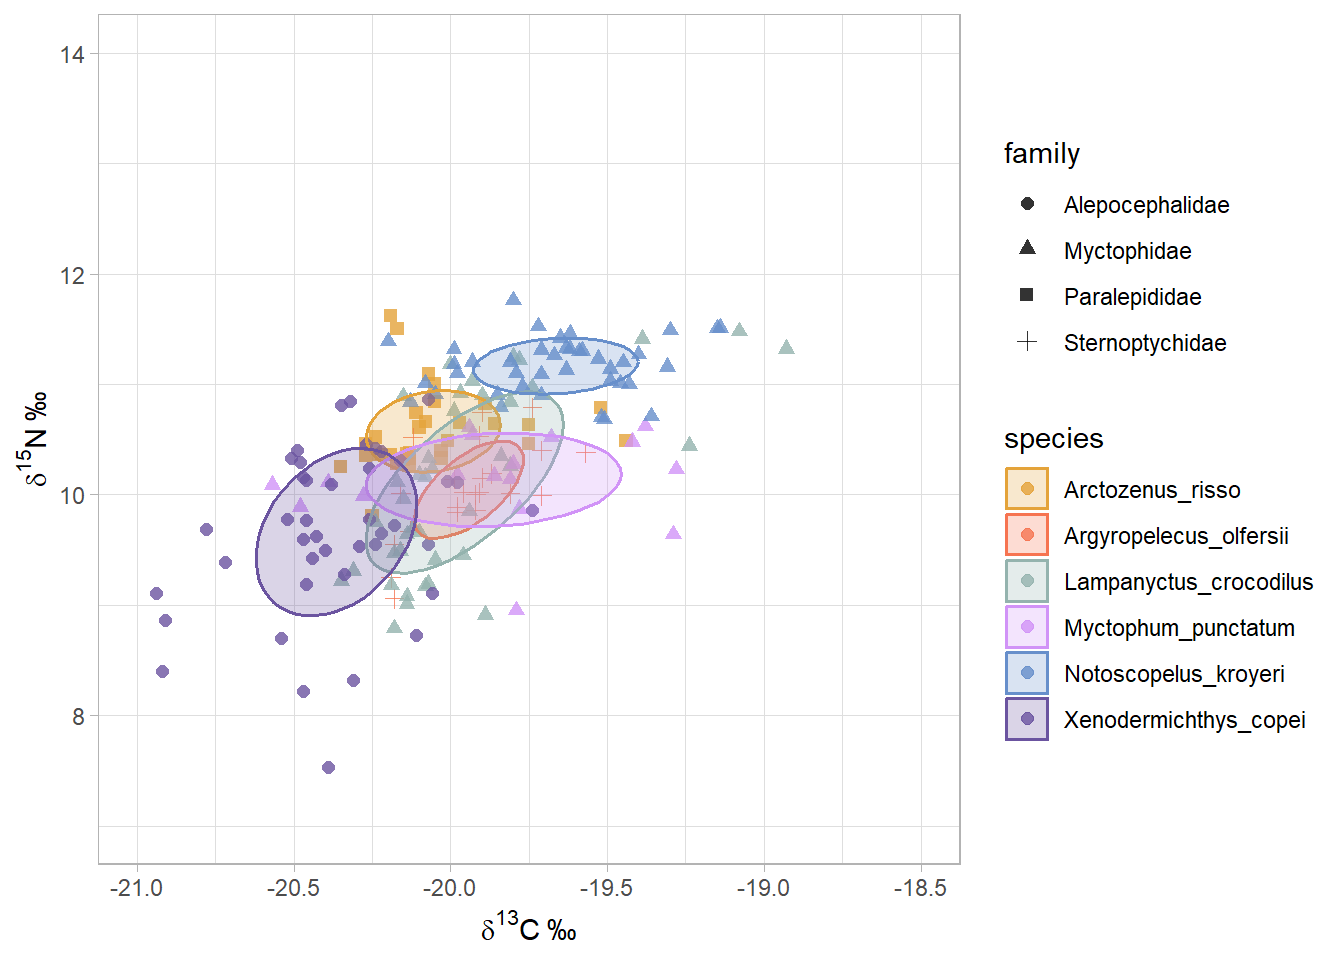 14
12
10
8
δ15N ‰
-21.0 -20.5 -20.0 -19.5 -19.0 -18.5
δ13C ‰
family
Alepocephalidae
Myctophidae
Paralepididae
Sternoptychidae
species
Arctozenus_risso
Argyropelecus_olfersii
Lampanyctus_crocodilus
Myctophum_punctatum
Notoscopelus_kroyeri
Xenodermichthys_copei